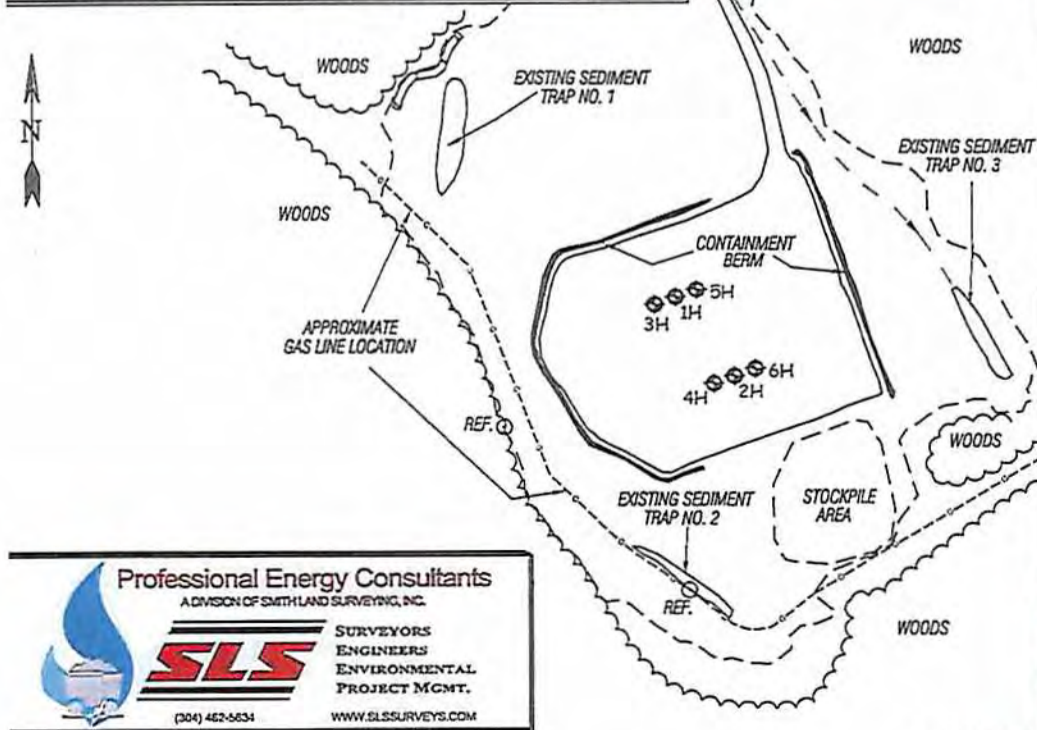 WOODS
WOODS
EXISTING SEDIMENT
TRAP NO. 1
N
EXISTING SEDIMENT
TRAP NO. 3
WOODS
CONTAINMENT
BERM
5H
1H
3H
APPROXIMATE
GAS LINE LOCATION
6H
2H
4H
REF.
WOODS
EXISTING SEDIMENT
TRAP NO. 2
STOCKPILE
AREA
REF.
WOODS
Professional Energy Consultants
A DIVISION OF SMITH LAND SURVEYING, INC.
SLS
SURVEYORS
ENGINEERS
ENVIRONMENTAL
PROJECT MGMT.
(304) 462-5634
WWW.SLSSURVEYS.COM